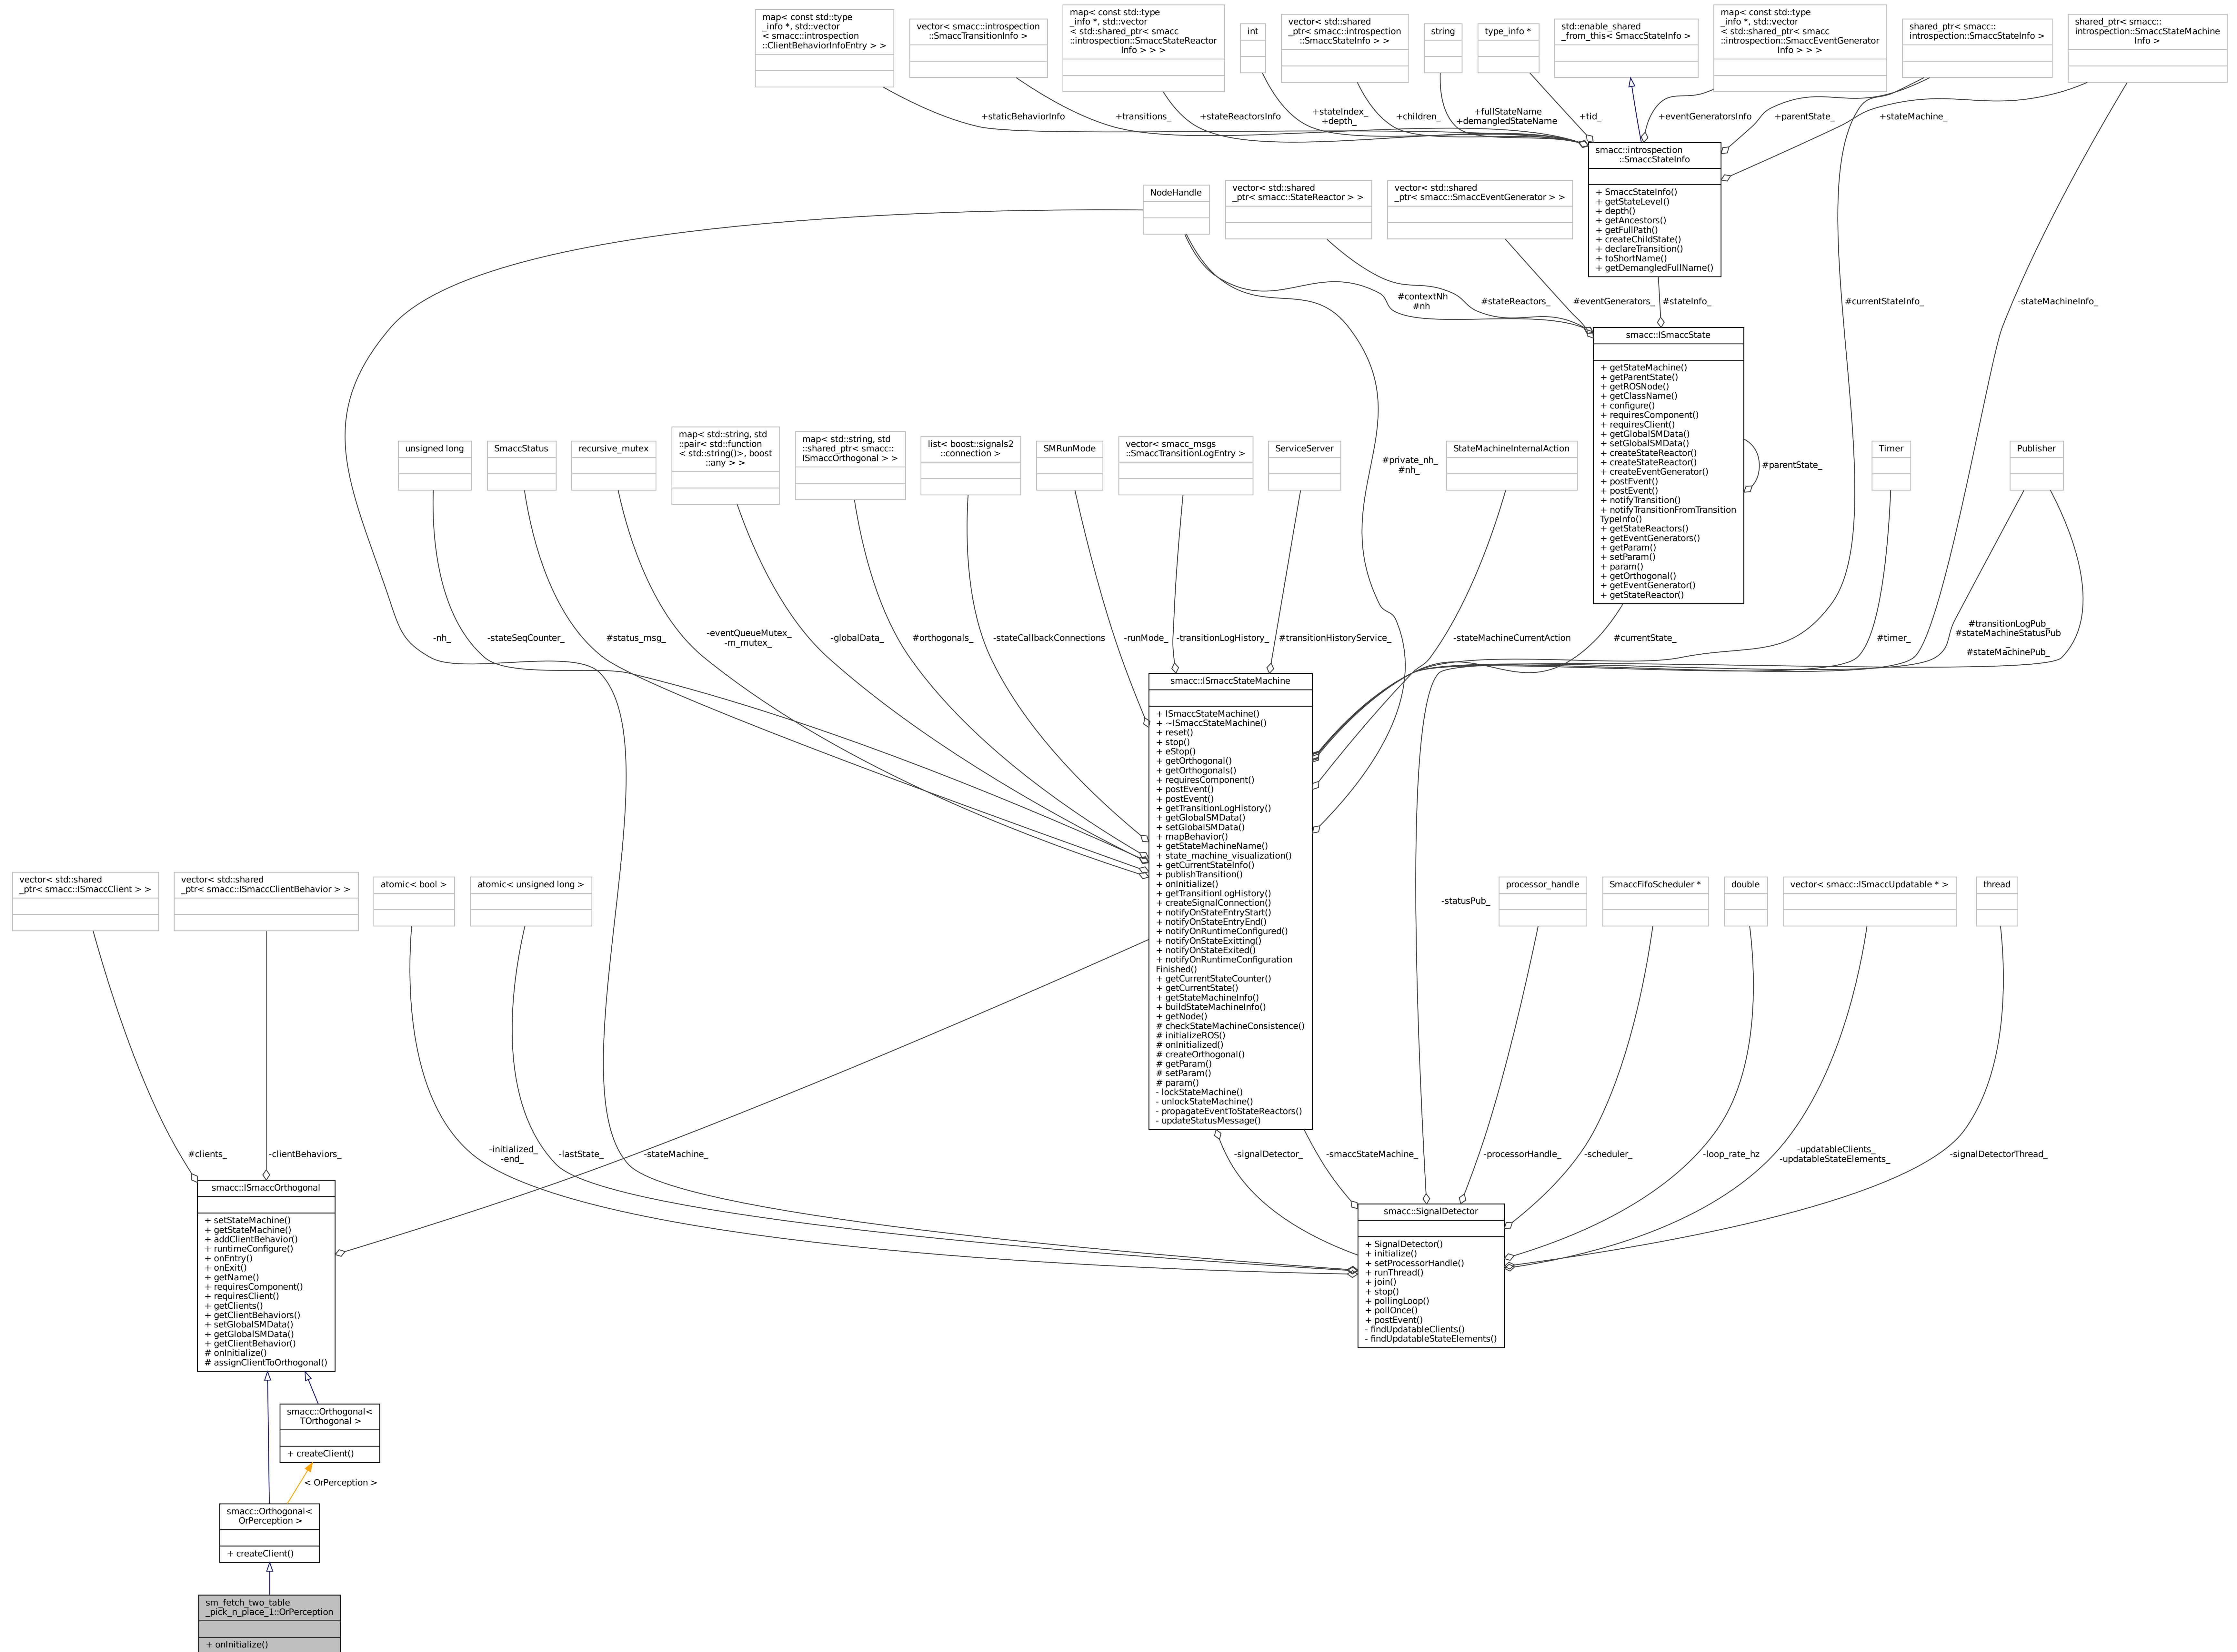 map< const std::type
_info *, std::vector
< smacc::introspection
::ClientBehaviorInfoEntry > >
vector< smacc::introspection
::SmaccTransitionInfo >
map< const std::type
_info *, std::vector
< std::shared_ptr< smacc
::introspection::SmaccStateReactor
Info > > >
int
vector< std::shared
_ptr< smacc::introspection
::SmaccStateInfo > >
string
type_info *
std::enable_shared
_from_this< SmaccStateInfo >
map< const std::type
_info *, std::vector
< std::shared_ptr< smacc
::introspection::SmaccEventGenerator
Info > > >
shared_ptr< smacc::
introspection::SmaccStateInfo >
shared_ptr< smacc::
introspection::SmaccStateMachine
Info >
+staticBehaviorInfo
+transitions_
+stateReactorsInfo
+stateIndex_
+depth_
+children_
+fullStateName
+demangledStateName
+tid_
+eventGeneratorsInfo
+parentState_
+stateMachine_
smacc::introspection
::SmaccStateInfo
+ SmaccStateInfo()
+ getStateLevel()
+ depth()
+ getAncestors()
+ getFullPath()
+ createChildState()
+ declareTransition()
+ toShortName()
+ getDemangledFullName()
NodeHandle
vector< std::shared
_ptr< smacc::StateReactor > >
vector< std::shared
_ptr< smacc::SmaccEventGenerator > >
#contextNh
#nh
#stateReactors_
#eventGenerators_
#stateInfo_
#currentStateInfo_
-stateMachineInfo_
smacc::ISmaccState
+ getStateMachine()
+ getParentState()
+ getROSNode()
+ getClassName()
+ configure()
+ requiresComponent()
+ requiresClient()
+ getGlobalSMData()
+ setGlobalSMData()
+ createStateReactor()
+ createStateReactor()
+ createEventGenerator()
+ postEvent()
+ postEvent()
+ notifyTransition()
+ notifyTransitionFromTransition
TypeInfo()
+ getStateReactors()
+ getEventGenerators()
+ getParam()
+ setParam()
+ param()
+ getOrthogonal()
+ getEventGenerator()
+ getStateReactor()
#parentState_
unsigned long
SmaccStatus
recursive_mutex
map< std::string, std
::pair< std::function
< std::string()>, boost
::any > >
map< std::string, std
::shared_ptr< smacc::
ISmaccOrthogonal > >
list< boost::signals2
::connection >
SMRunMode
vector< smacc_msgs
::SmaccTransitionLogEntry >
ServiceServer
#private_nh_
#nh_
StateMachineInternalAction
Timer
Publisher
-nh_
-stateSeqCounter_
#status_msg_
-eventQueueMutex_
-m_mutex_
-globalData_
#orthogonals_
-stateCallbackConnections
-runMode_
-transitionLogHistory_
#transitionHistoryService_
-stateMachineCurrentAction
#currentState_
#timer_
#transitionLogPub_
#stateMachineStatusPub
_
#stateMachinePub_
smacc::ISmaccStateMachine
+ ISmaccStateMachine()
+ ~ISmaccStateMachine()
+ reset()
+ stop()
+ eStop()
+ getOrthogonal()
+ getOrthogonals()
+ requiresComponent()
+ postEvent()
+ postEvent()
+ getTransitionLogHistory()
+ getGlobalSMData()
+ setGlobalSMData()
+ mapBehavior()
+ getStateMachineName()
+ state_machine_visualization()
+ getCurrentStateInfo()
+ publishTransition()
+ onInitialize()
+ getTransitionLogHistory()
+ createSignalConnection()
+ notifyOnStateEntryStart()
+ notifyOnStateEntryEnd()
+ notifyOnRuntimeConfigured()
+ notifyOnStateExitting()
+ notifyOnStateExited()
+ notifyOnRuntimeConfiguration
Finished()
+ getCurrentStateCounter()
+ getCurrentState()
+ getStateMachineInfo()
+ buildStateMachineInfo()
+ getNode()
# checkStateMachineConsistence()
# initializeROS()
# onInitialized()
# createOrthogonal()
# getParam()
# setParam()
# param()
- lockStateMachine()
- unlockStateMachine()
- propagateEventToStateReactors()
- updateStatusMessage()
vector< std::shared
_ptr< smacc::ISmaccClient > >
vector< std::shared
_ptr< smacc::ISmaccClientBehavior > >
atomic< bool >
atomic< unsigned long >
-statusPub_
processor_handle
SmaccFifoScheduler *
double
vector< smacc::ISmaccUpdatable * >
thread
#clients_
-clientBehaviors_
-initialized_
-end_
-lastState_
-stateMachine_
-signalDetector_
-smaccStateMachine_
-processorHandle_
-scheduler_
-loop_rate_hz
-updatableClients_
-updatableStateElements_
-signalDetectorThread_
smacc::ISmaccOrthogonal
+ setStateMachine()
+ getStateMachine()
+ addClientBehavior()
+ runtimeConfigure()
+ onEntry()
+ onExit()
+ getName()
+ requiresComponent()
+ requiresClient()
+ getClients()
+ getClientBehaviors()
+ setGlobalSMData()
+ getGlobalSMData()
+ getClientBehavior()
# onInitialize()
# assignClientToOrthogonal()
smacc::SignalDetector
+ SignalDetector()
+ initialize()
+ setProcessorHandle()
+ runThread()
+ join()
+ stop()
+ pollingLoop()
+ pollOnce()
+ postEvent()
- findUpdatableClients()
- findUpdatableStateElements()
smacc::Orthogonal<
TOrthogonal >
+ createClient()
< OrPerception >
smacc::Orthogonal<
OrPerception >
+ createClient()
sm_fetch_two_table
_pick_n_place_1::OrPerception
+ onInitialize()